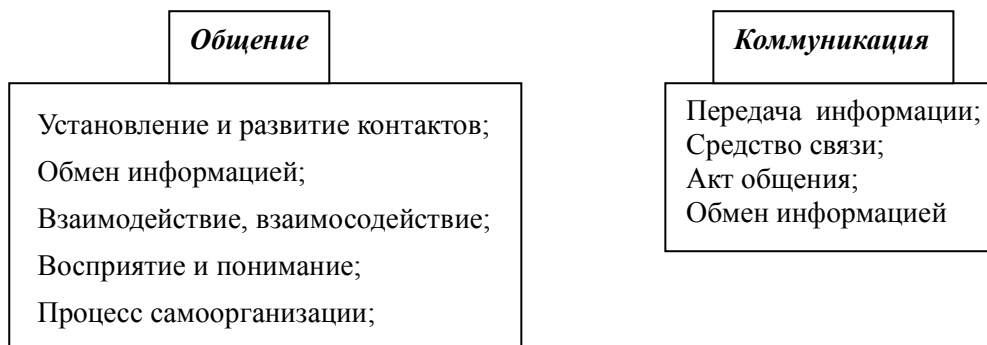 Общение
Установление и развитие контактов;
Обмен информацией;
Взаимодействие, взаимосодействие;
Восприятие и понимание;
Процесс самоорганизации;
Коммуникация
Передача информации;
Средство связи;
Акт общения;
Обмен информацией